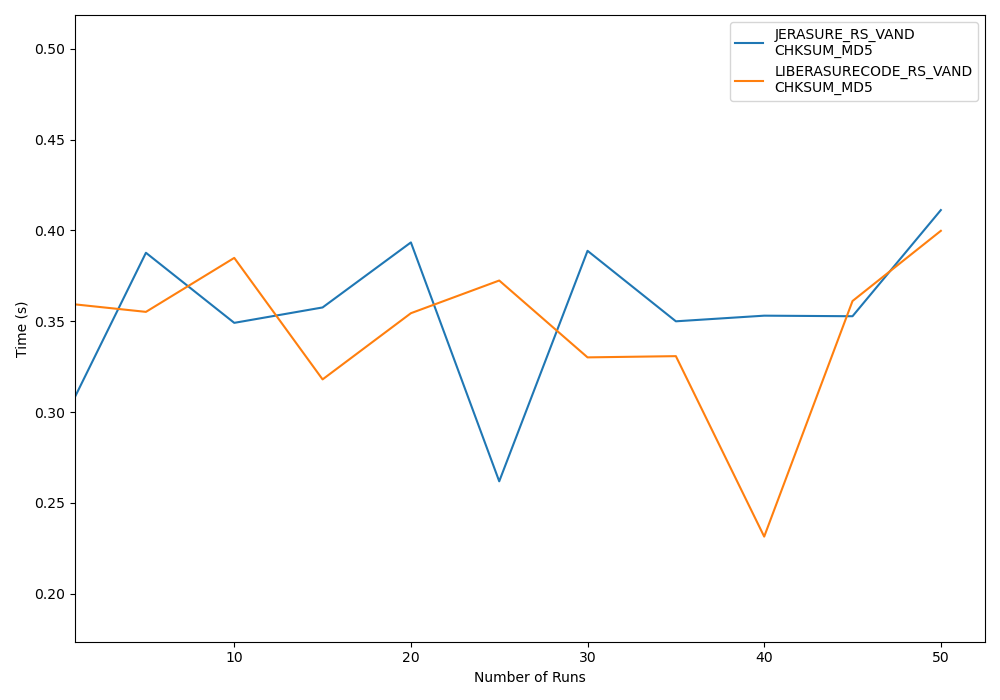 JERASURE_RS_VAND
CHKSUM_MD5
LIBERASURECODE_RS_VAND
CHKSUM_MD5
0.50
0.45
0.40
0.35
0.30
0.25
0.20
Time (s)
10
20
30
40
50
Number of Runs